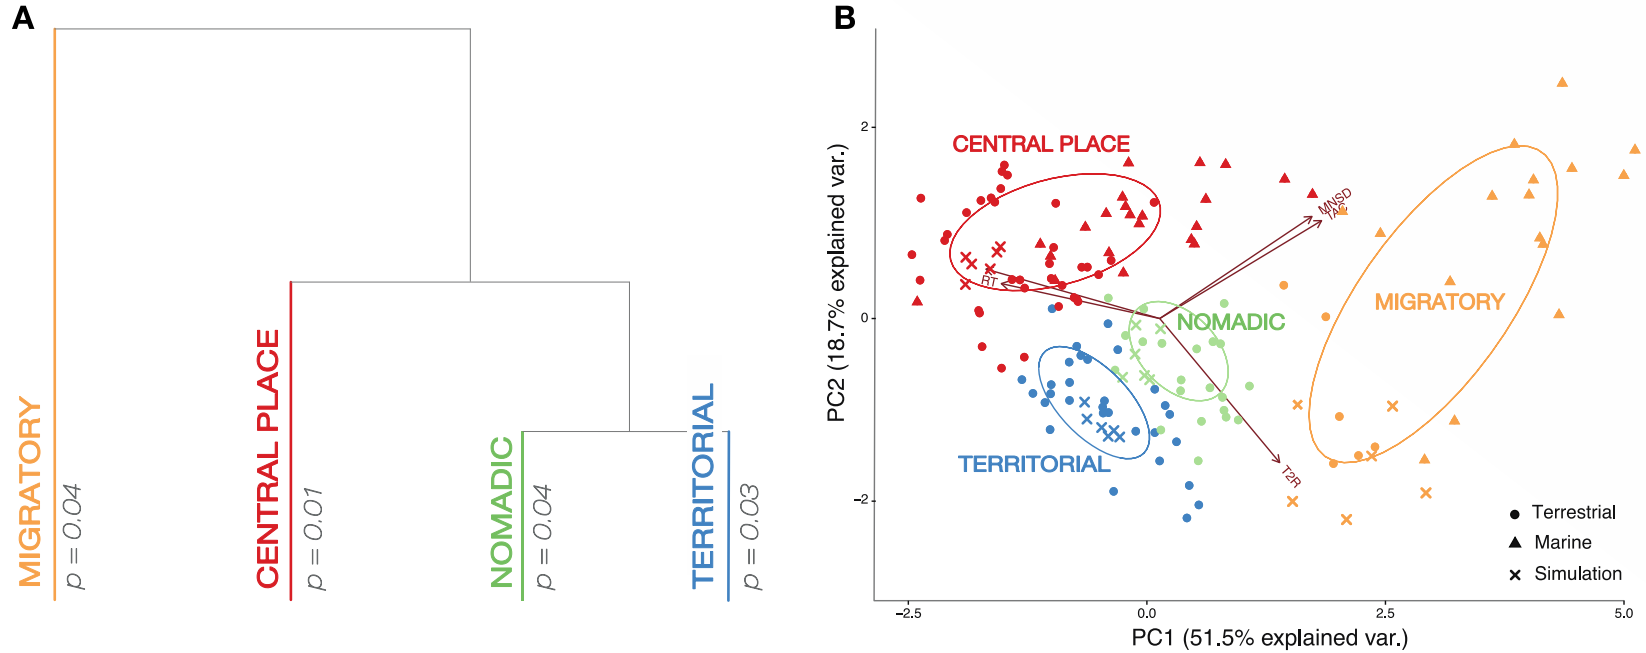 A
MIGRATORY
p = 0.04
CENTRAL PLACE
p = 0.01
NOMADIC
p = 0.04
TERRITORIAL
p = 0.03
B
PC2 (18.7% explained var.)
2
0
−2
CENTRAL PLACE
MNSD
RT
MIGRATORY
NOMADIC
TERRITORIAL
T2R
Terrestrial
Marine
Simulation
−2.5
0.0
2.5
5.0
PC1 (51.5% explained var.)